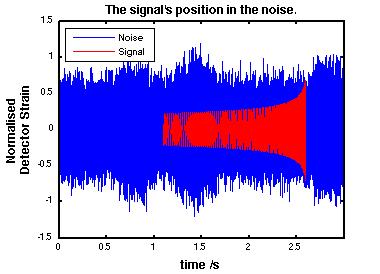 The signal's position in the noise.
1.5
Noise
Signal
1
0.5
0
-0.5
-1
-1.5
Normalised
Detector Strain
0 0.5 1 1.5 2 2.5
time /s